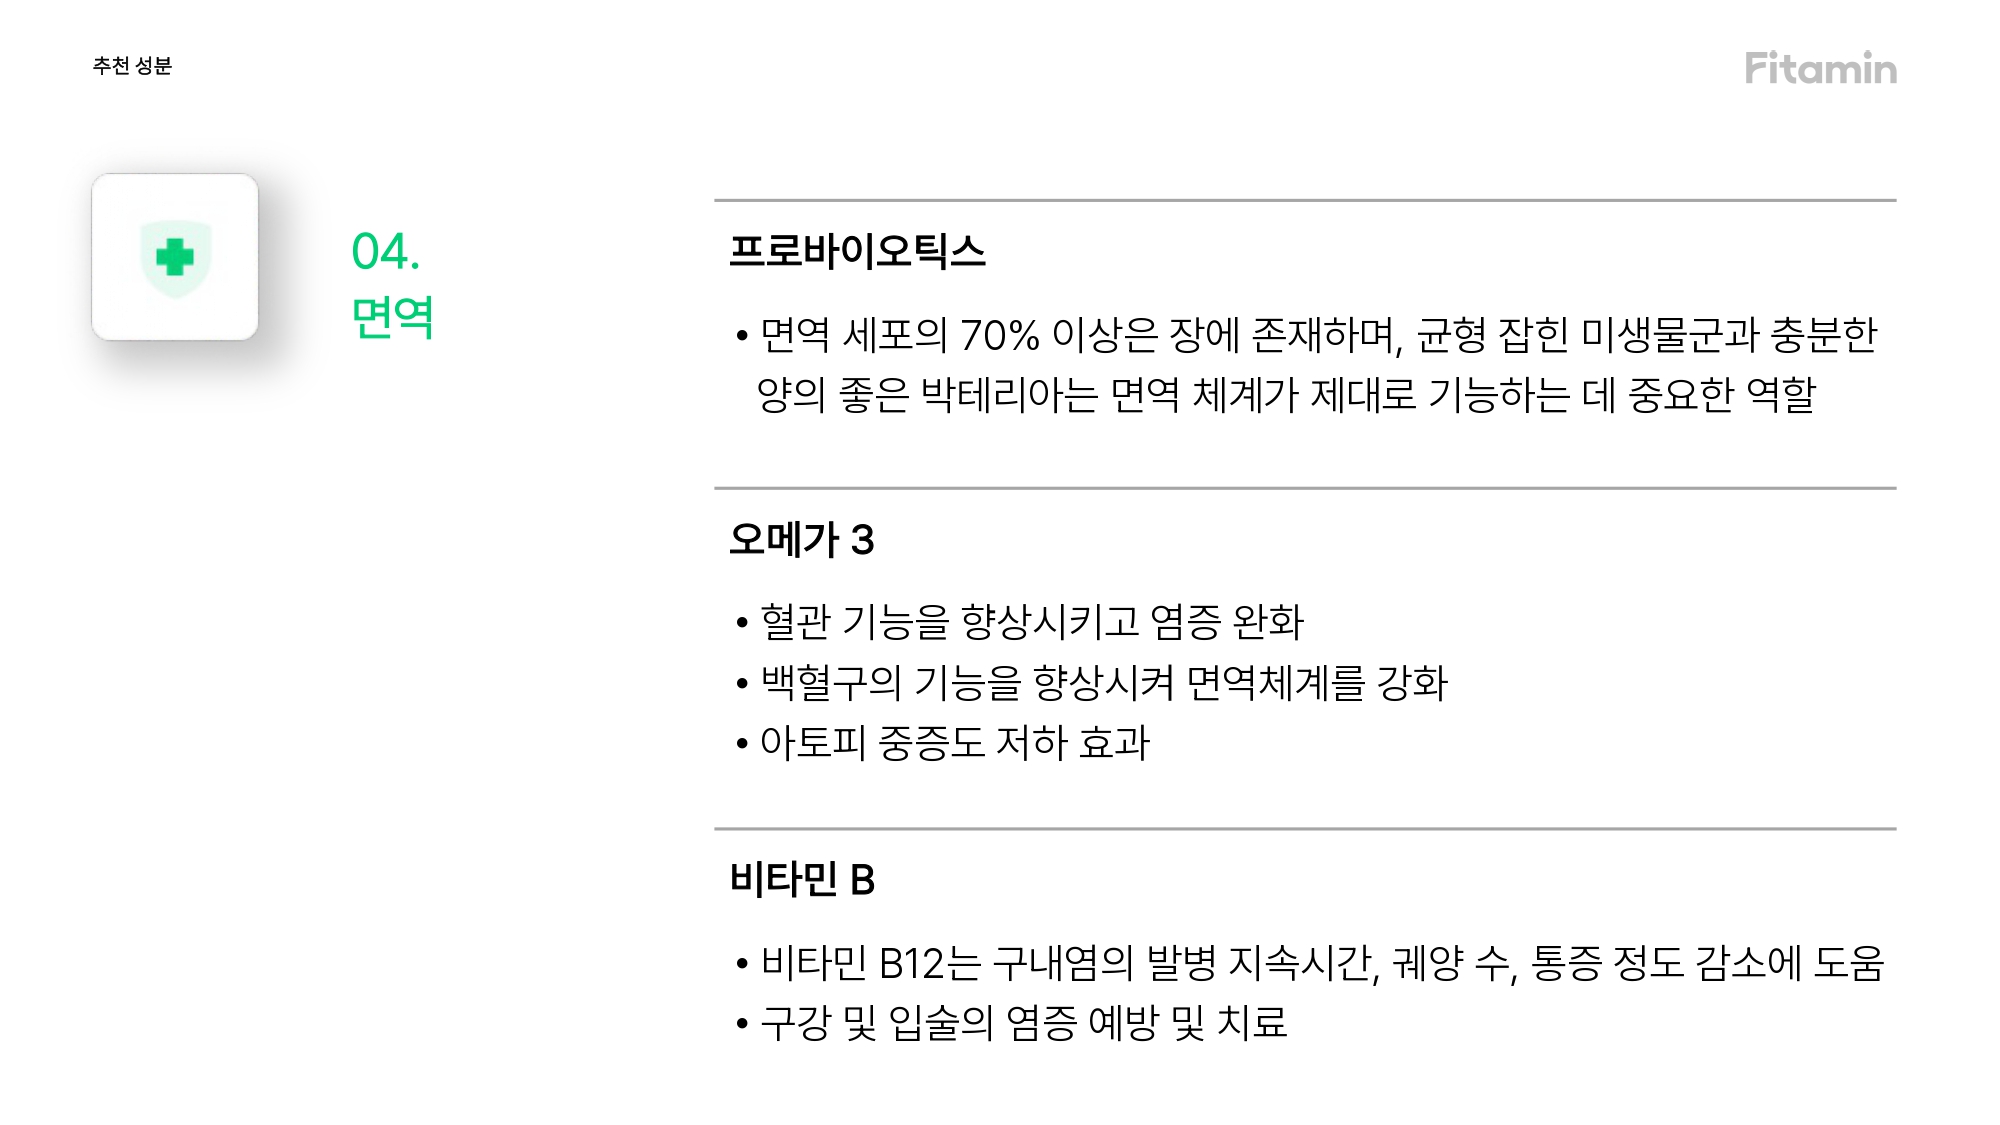 추천 성분
Fitamin
04.
면역
프로바이오틱스
• 면역 세포의 70% 이상은 장에 존재하며, 균형 잡힌 미생물군과 충분한
양의 좋은 박테리아는 면역 체계가 제대로 기능하는 데 중요한 역할
오메가 3
• 혈관 기능을 향상시키고 염증 완화
• 백혈구의 기능을 향상시켜 면역체계를 강화
• 아토피 중증도 저하 효과
비타민 B
• 비타민 B12는 구내염의 발병 지속시간, 궤양 수, 통증 정도 감소에 도움
• 구강 및 입술의 염증 예방 및 치료